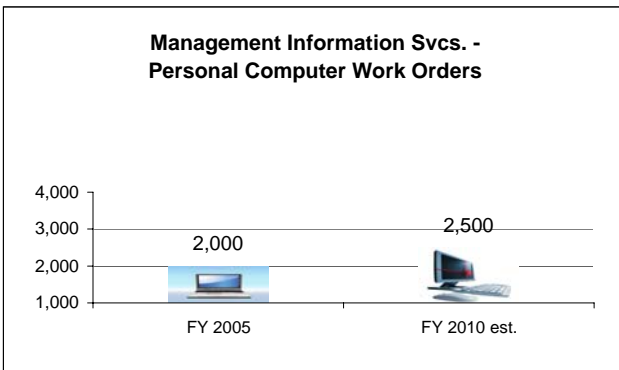 Management Information Svcs. -
Personal Computer Work Orders
4,000
3,000
2,000
1,000
2,000
2,500
FY 2005
FY 2010 est.